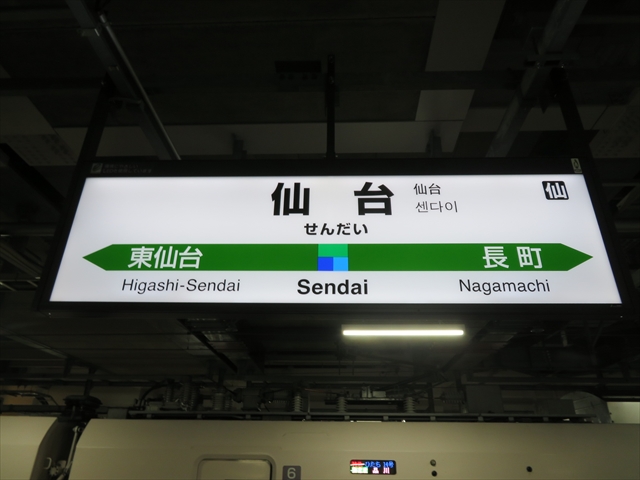 仙台
仙台
센다이
仙
せんだい
東仙台
長町
Higashi-Sendai
Sendai
Nagamachi
6